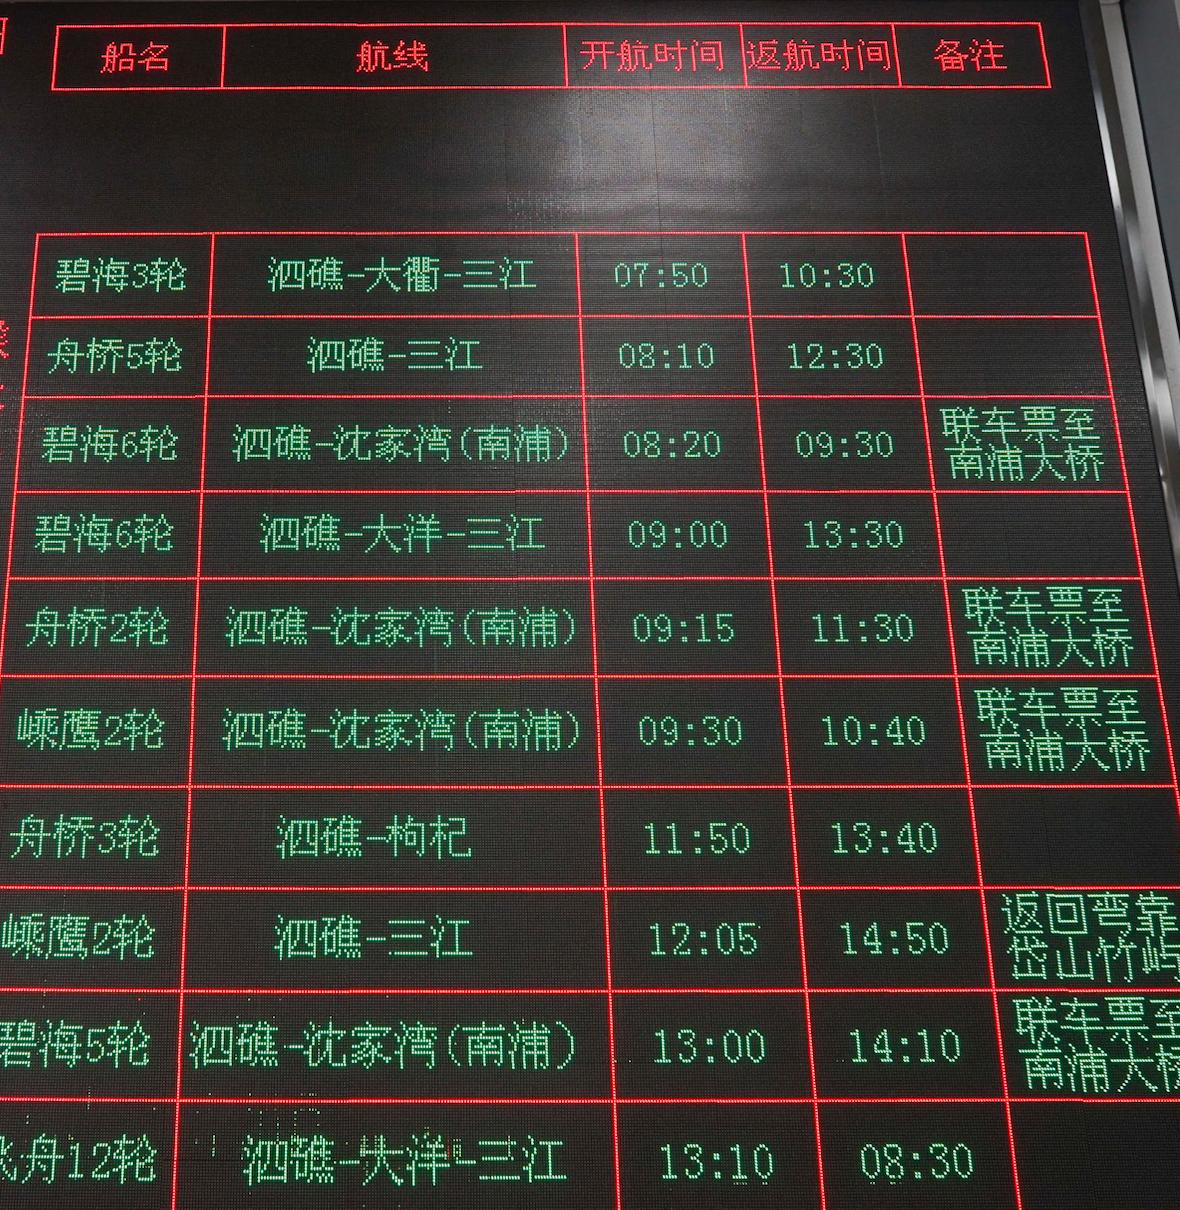 船名 航线 开航时间 返航时间 备注
碧海3轮 泗礁-大衢-三江 07:50 10:30
舟桥5轮 泗礁-三江 08:10 12:30
碧海6轮 泗礁-沈家湾(南浦) 08:20 09:30 联车票至
南浦大桥
碧海6轮 泗礁-大洋-三江 09:00 13:30
舟桥2轮 泗礁-沈家湾(南浦) 09:15 11:30 联车票至
南浦大桥
嵊鹰2轮 泗礁-沈家湾(南浦) 09:30 10:40 联车票至
南浦大桥
舟桥3轮 泗礁-枸杞 11:50 13:40
嵊鹰2轮 泗礁-三江 12:05 14:50 返回弯靠
岱山竹屿
碧海5轮 泗礁-沈家湾(南浦) 13:00 14:10 联车票至
南浦大桥
飞舟12轮 泗礁-大洋-三江 13:10 08:30